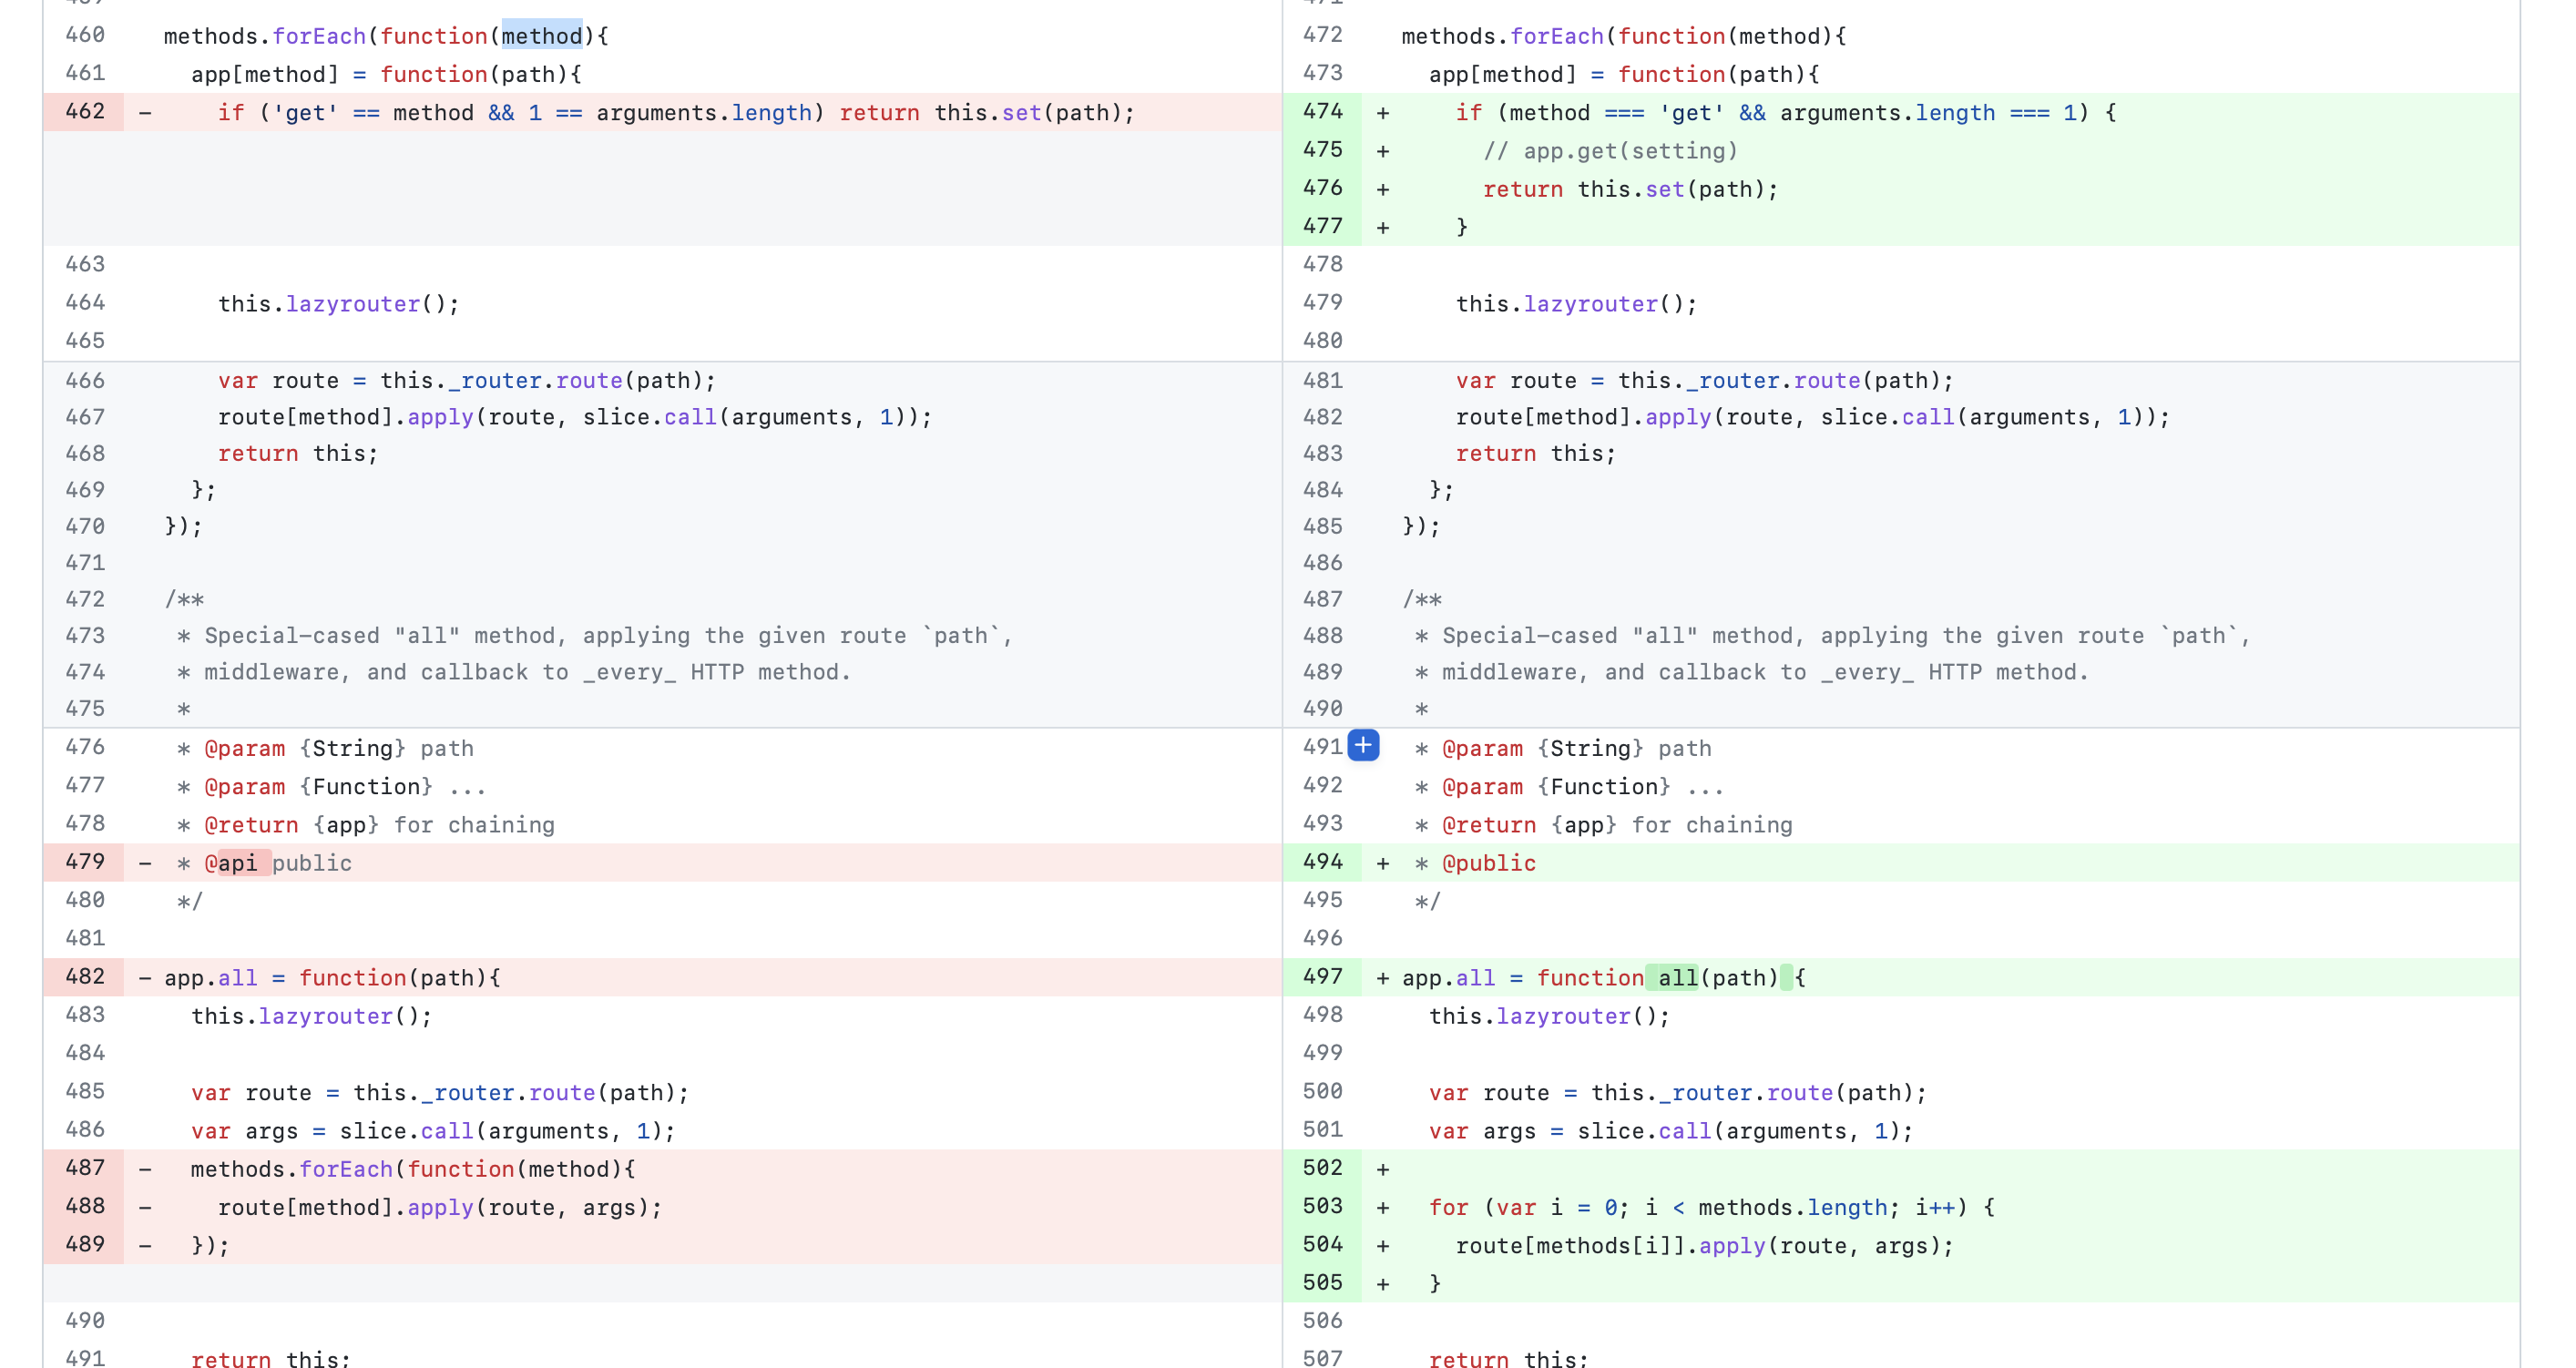 460 methods.forEach(function(method){
461 app[method] = function(path){
462 - if ('get' == method && 1 == arguments.length) return this.set(path);
463
464 this.lazyrouter();
465
466 var route = this._router.route(path);
467 route[method].apply(route, slice.call(arguments, 1));
468 return this;
469 };
470 });
471
472 /**
473 * Special-cased "all" method, applying the given route `path`,
474 * middleware, and callback to _every_ HTTP method.
475 *
476 * @param {String} path
477 * @param {Function} ...
478 * @return {app} for chaining
479 - * @api public
480 */
481
482 - app.all = function(path){
483 this.lazyrouter();
484
485 var route = this._router.route(path);
486 var args = slice.call(arguments, 1);
487 - methods.forEach(function(method){
488 - route[method].apply(route, args);
489 - });
490
491 return this;
472 methods.forEach(function(method){
473 app[method] = function(path){
474 + if (method === 'get' && arguments.length === 1) {
475 + // app.get(setting)
476 + return this.set(path);
477 + }
478
479 this.lazyrouter();
480
481 var route = this._router.route(path);
482 route[method].apply(route, slice.call(arguments, 1));
483 return this;
484 };
485 });
486
487 /**
488 * Special-cased "all" method, applying the given route `path`,
489 * middleware, and callback to _every_ HTTP method.
490 *
491 + * @param {String} path
492 * @param {Function} ...
493 * @return {app} for chaining
494 + * @public
495 */
496
497 + app.all = function all(path) {
498 this.lazyrouter();
499
500 var route = this._router.route(path);
501 var args = slice.call(arguments, 1);
502 +
503 + for (var i = 0; i < methods.length; i++) {
504 + route[methods[i]].apply(route, args);
505 + }
506
507 return this;